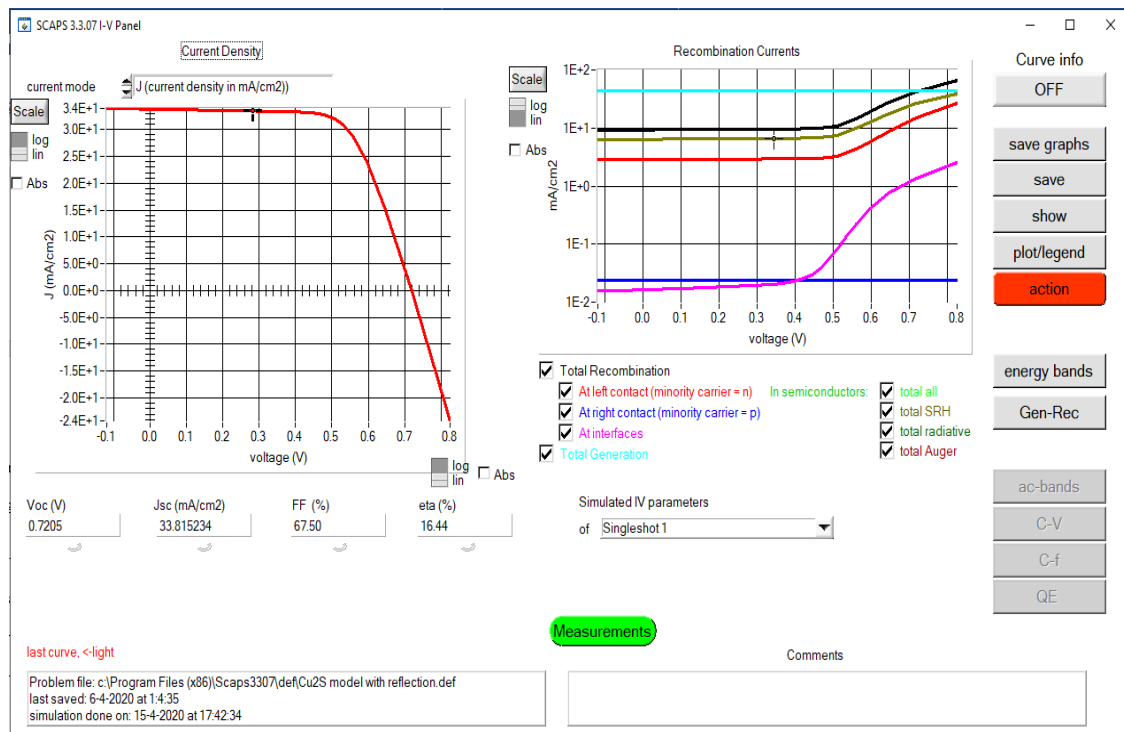 SCAPS 3.3.07 I-V Panel
Current Density
current mode
J (current density in mA/cm2))
Scale
log
lin
Abs
3.4E+1
3.0E+1
2.5E+1
2.0E+1
1.5E+1
1.0E+1
5.0E+0
0.0E+0
-5.0E+0
-1.0E+1
-1.5E+1
-2.0E+1
-2.4E+1
J (mA/cm2)
-0.1 0.0 0.1 0.2 0.3 0.4 0.5 0.6 0.7 0.8
voltage (V)
log
lin
Abs
Recombination Currents
Scale
log
lin
Abs
1E+2
1E+1
1E+0
1E-1
1E-2
mA/cm2
-0.1 0.0 0.1 0.2 0.3 0.4 0.5 0.6 0.7 0.8
voltage (V)
Total Recombination
At left contact (minority carrier = n) In semiconductors: total all
At right contact (minority carrier = p) total SRH
At interfaces total radiative
Total Generation total Auger
Curve info
OFF
save graphs
save
show
plot/legend
action
energy bands
Gen-Rec
ac-bands
C-V
C-f
QE
Voc (V) Jsc (mA/cm2) FF (%) eta (%)
0.7205 33.815234 67.50 16.44
Simulated IV parameters
of Singleshot 1
Measurements
last curve, <-light
Problem file: c:\Program Files (x86)\Scaps3307\def\Cu2S model with reflection.def
last saved: 6-4-2020 at 1:4:35
simulation done on: 15-4-2020 at 17:42:34
Comments